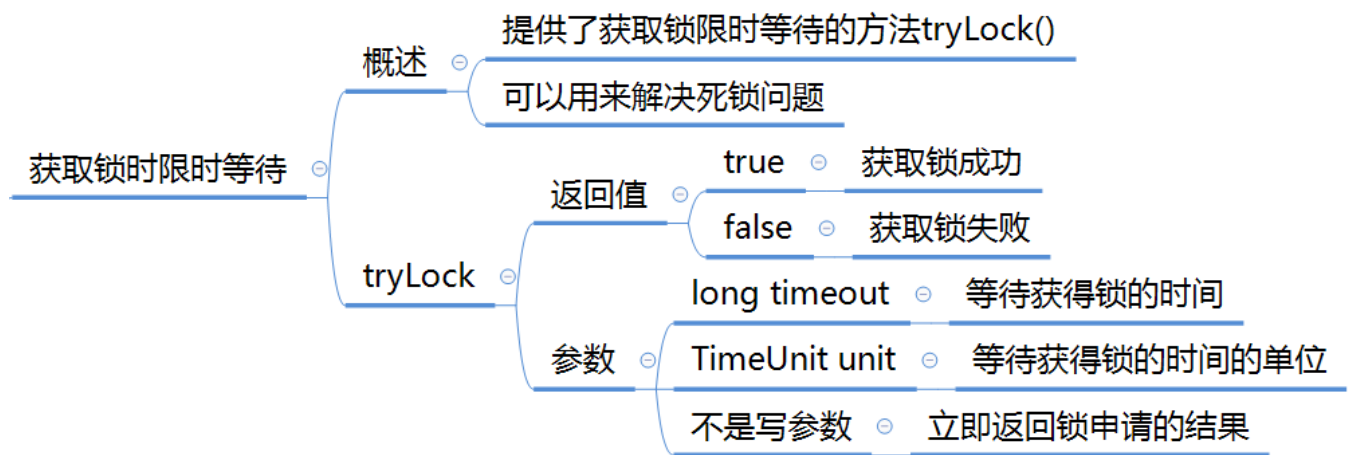 获取锁时限时等待
概述
提供了获取锁限时等待的方法tryLock()
可以用来解决死锁问题
tryLock
返回值
true
获取锁成功
false
获取锁失败
参数
long timeout
等待获得锁的时间
TimeUnit unit
等待获得锁的时间的单位
不是写参数
立即返回锁申请的结果